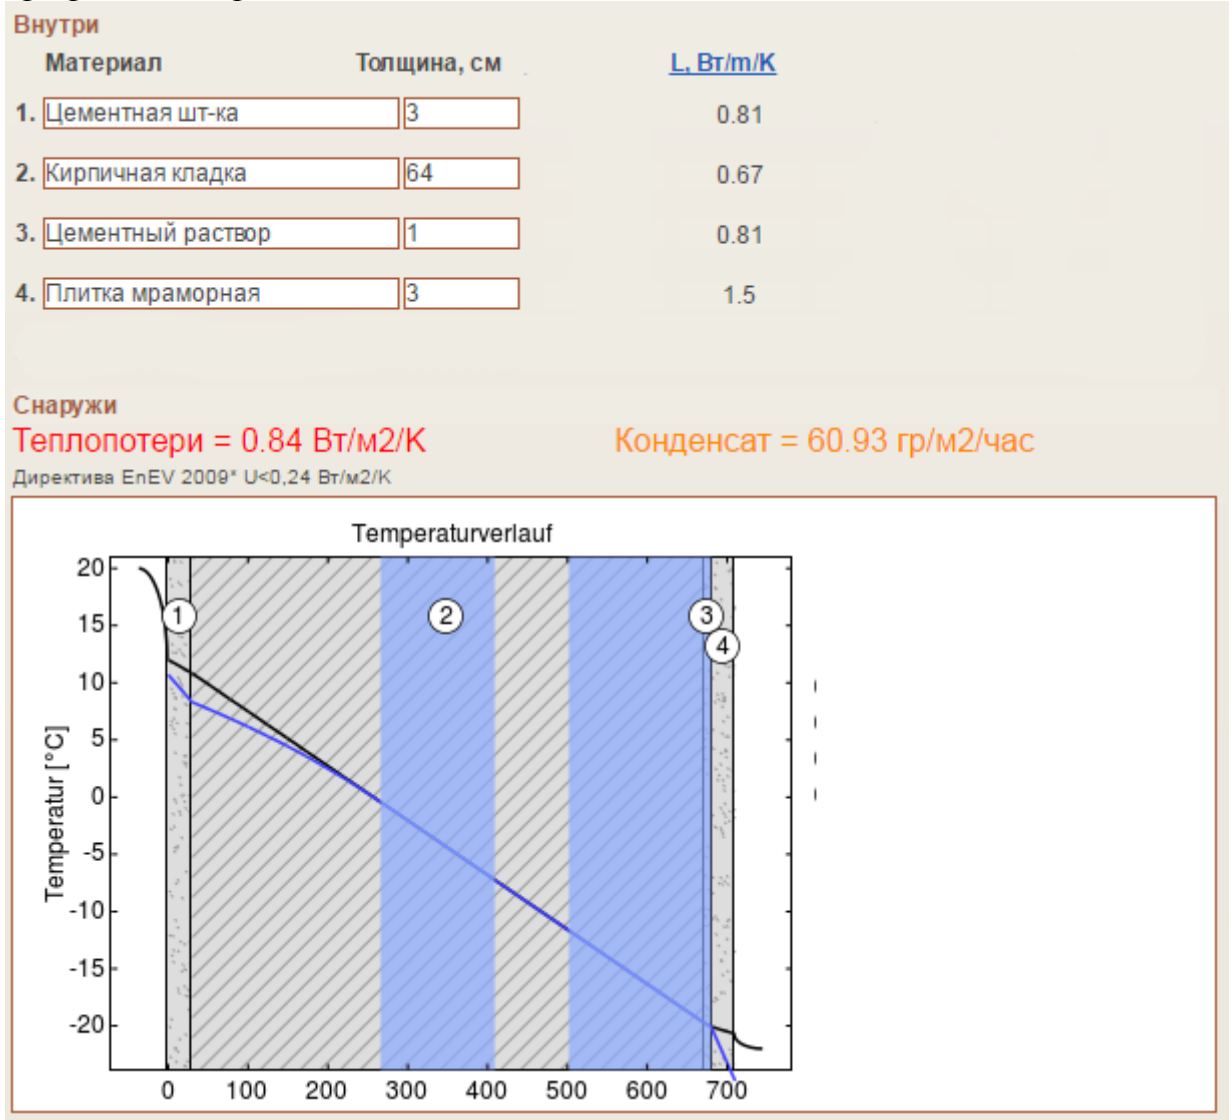 Внутри
Материал Толщина, см L, Вт/m/K
1. Цементная шт-ка 3 0.81
2. Кирпичная кладка 64 0.67
3. Цементный раствор 1 0.81
4. Плитка мраморная 3 1.5
Снаружи
Теплопотери = 0.84 Вт/м2/K Конденсат = 60.93 гр/м2/час
Директива EnEV 2009* U<0,24 Вт/м2/K
Temperaturverlauf
20
15
10
5
0
-5
-10
-15
-20
Temperatur [°C]
1
2
3
4
0 100 200 300 400 500 600 700